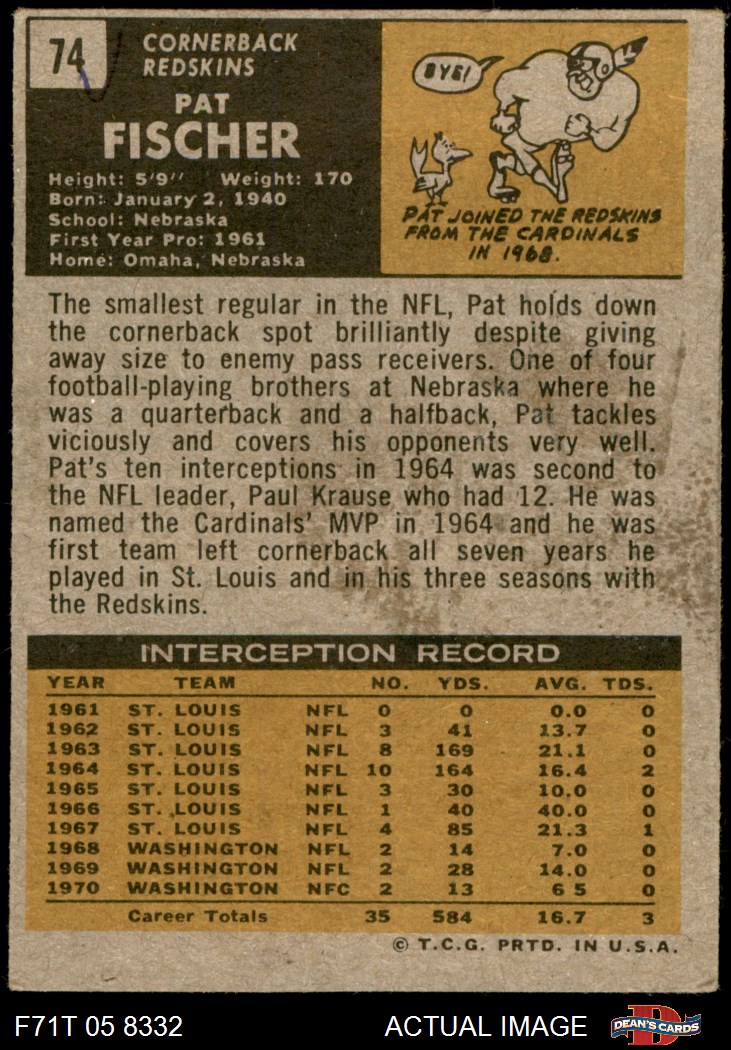 74
CORNERBACK
REDSKINS
PAT
FISCHER
Height: 5'9" Weight: 170
Born: January 2, 1940
School: Nebraska
First Year Pro: 1961
Home: Omaha, Nebraska
BYE!
PAT JOINED THE REDSKINS
FROM THE CARDINALS
IN 1968.
The smallest regular in the NFL, Pat holds down
the cornerback spot brilliantly despite giving
away size to enemy pass receivers. One of four
football-playing brothers at Nebraska where he
was a quarterback and a halfback, Pat tackles
viciously and covers his opponents very well.
Pat's ten interceptions in 1964 was second to
the NFL leader, Paul Krause who had 12. He was
named the Cardinals' MVP in 1964 and he was
first team left cornerback all seven years he
played in St. Louis and in his three seasons with
the Redskins.
INTERCEPTION RECORD
YEAR TEAM NO. YDS. AVG. TDS.
1961 ST. LOUIS NFL 0 0 0.0 0
1962 ST. LOUIS NFL 3 41 13.7 0
1963 ST. LOUIS NFL 8 169 21.1 0
1964 ST. LOUIS NFL 10 164 16.4 2
1965 ST. LOUIS NFL 3 30 10.0 0
1966 ST. LOUIS NFL 1 40 40.0 0
1967 ST. LOUIS NFL 4 85 21.3 1
1968 WASHINGTON NFL 2 14 7.0 0
1969 WASHINGTON NFL 2 28 14.0 0
1970 WASHINGTON NFC 2 13 6 5 0
Career Totals 35 584 16.7 3
© T.C.G. PRTD. IN U.S.A.
F71T 05 8332 ACTUAL IMAGE DEAN'S CARDS